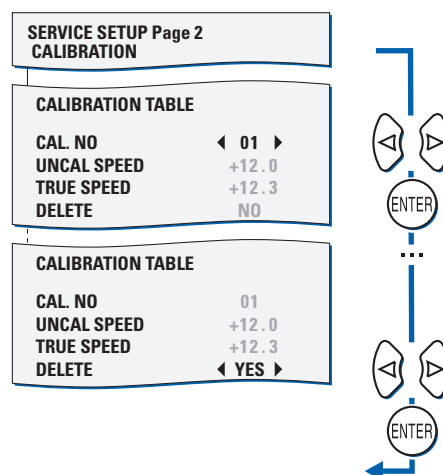 SERVICE SETUP Page 2
CALIBRATION
CALIBRATION TABLE
CAL. NO 01
UNCAL SPEED +12.0
TRUE SPEED +12.3
DELETE NO
ENTER
...
CALIBRATION TABLE
CAL. NO 01
UNCAL SPEED +12.0
TRUE SPEED +12.3
DELETE YES
ENTER